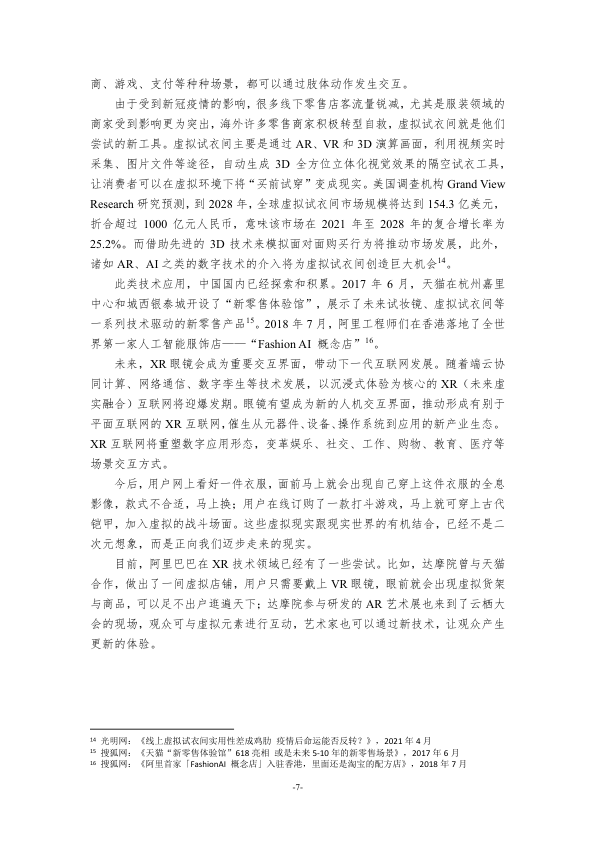 商、游戏、支付等种种场景，都可以通过肢体动作发生交互。
由于受到新冠疫情的影响，很多线下零售店客流量锐减，尤其是服装领域的
商家受到影响更为突出，海外许多零售商家积极转型自救，虚拟试衣间就是他们
尝试的新工具。虚拟试衣间主要是通过 AR、VR 和 3D 演算画面，利用视频实时
采集、图片文件等途径，自动生成 3D 全方位立体化视觉效果的隔空试衣工具，
让消费者可以在虚拟环境下将“买前试穿”变成现实。美国调查机构 Grand View
Research 研究预测，到 2028 年，全球虚拟试衣间市场规模将达到 154.3 亿美元，
折合超过 1000 亿元人民币，意味该市场在 2021 年至 2028 年的复合增长率为
25.2%。而借助先进的 3D 技术来模拟面对面购买行为将推动市场发展，此外，
诸如 AR、AI 之类的数字技术的介入将为虚拟试衣间创造巨大机会14。
此类技术应用，中国国内已经探索和积累。2017 年 6 月，天猫在杭州嘉里
中心和城西银泰城开设了“新零售体验馆”，展示了未来试妆镜、虚拟试衣间等
一系列技术驱动的新零售产品15。2018 年 7 月，阿里工程师们在香港落地了全世
界第一家人工智能服饰店——“Fashion AI 概念店”16。
未来，XR 眼镜会成为重要交互界面，带动下一代互联网发展。随着端云协
同计算、网络通信、数字孪生等技术发展，以沉浸式体验为核心的 XR（未来虚
实融合）互联网将迎爆发期。眼镜有望成为新的人机交互界面，推动形成有别于
平面互联网的 XR 互联网，催生从元器件、设备、操作系统到应用的新产业生态。
XR 互联网将重塑数字应用形态，变革娱乐、社交、工作、购物、教育、医疗等
场景交互方式。
今后，用户网上看好一件衣服，面前马上就会出现自己穿上这件衣服的全息
影像，款式不合适，马上换；用户在线订购了一款打斗游戏，马上就可穿上古代
铠甲，加入虚拟的战斗场面。这些虚拟现实跟现实世界的有机结合，已经不是二
次元想象，而是正向我们迈步走来的现实。
目前，阿里巴巴在 XR 技术领域已经有了一些尝试。比如，达摩院曾与天猫
合作，做出了一间虚拟店铺，用户只需要戴上 VR 眼镜，眼前就会出现虚拟货架
与商品，可以足不出户逛遍天下；达摩院参与研发的 AR 艺术展也来到了云栖大
会的现场，观众可与虚拟元素进行互动，艺术家也可以通过新技术，让观众产生
更新的体验。
14 光明网：《线上虚拟试衣间实用性差成鸡肋 疫情后命运能否反转？》，2021 年 4 月
15 搜狐网：《天猫“新零售体验馆”618 亮相 或是未来 5-10 年的新零售场景》，2017 年 6 月
16 搜狐网：《阿里首家「FashionAI 概念店」入驻香港，里面还是淘宝的配方店》，2018 年 7 月
-7-